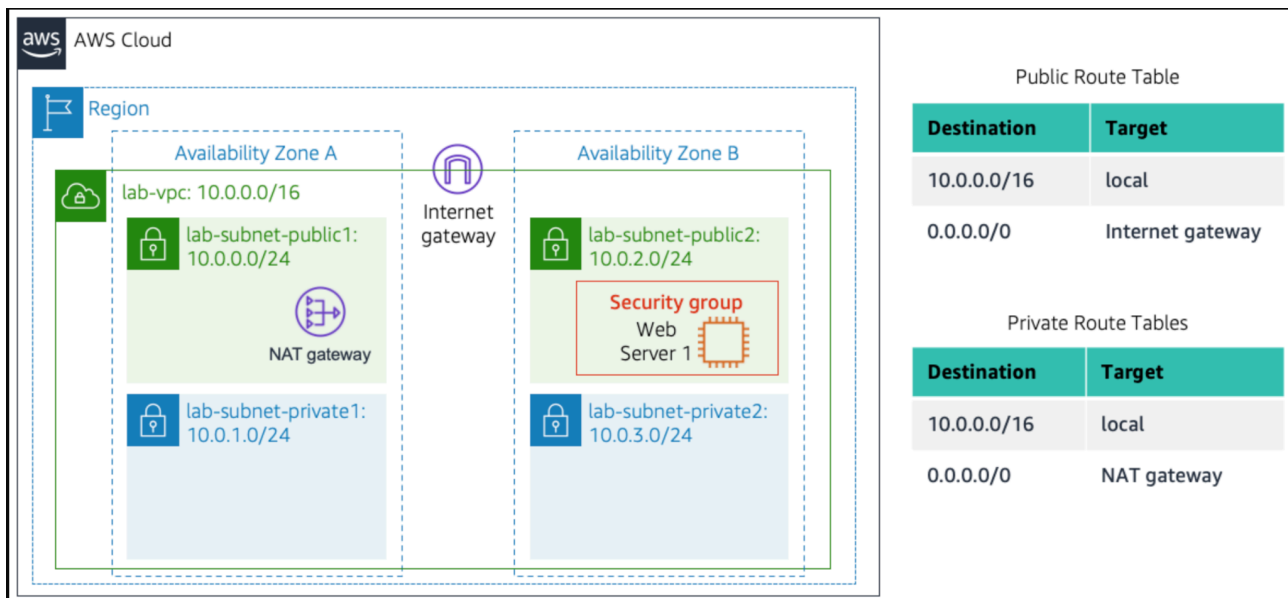 aws
AWS Cloud
Region
Availability Zone A
Availability Zone B
lab-vpc: 10.0.0.0/16
Internet
gateway
lab-subnet-public1:
10.0.0.0/24
NAT gateway
lab-subnet-public2:
10.0.2.0/24
Security group
Web
Server 1
lab-subnet-private1:
10.0.1.0/24
lab-subnet-private2:
10.0.3.0/24
Public Route Table
Destination Target
10.0.0.0/16 local
0.0.0.0/0 Internet gateway
Private Route Tables
Destination Target
10.0.0.0/16 local
0.0.0.0/0 NAT gateway